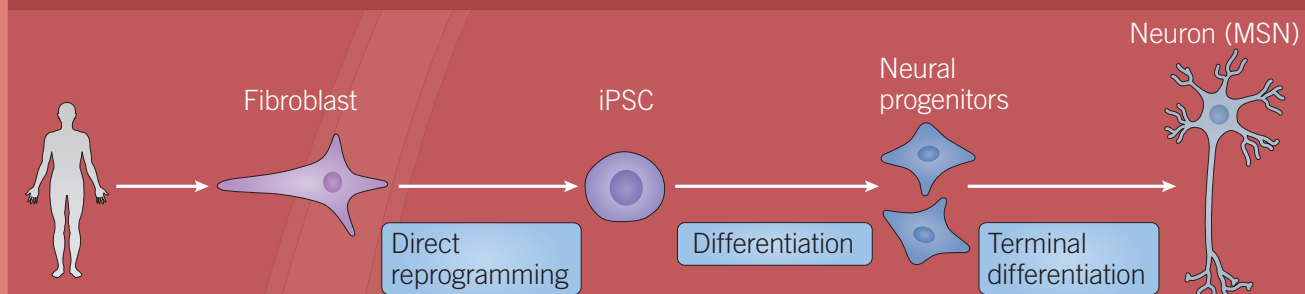 Neuron (MSN)
Fibroblast
iPSC
Neural
progenitors
Direct
reprogramming
Differentiation
Terminal
differentiation